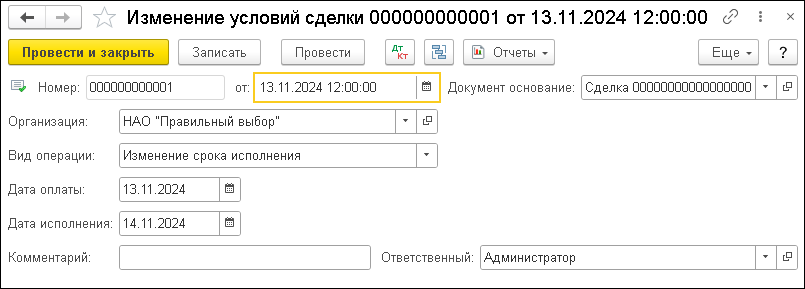 Изменение условий сделки 000000000001 от 13.11.2024 12:00:00
Провести и закрыть Записать Провести Дт Кт Отчеты Еще ?
Номер: 000000000001 от: 13.11.2024 12:00:00 Документ основание: Сделка 00000000000000000
Организация: НАО "Правильный выбор"
Вид операции: Изменение срока исполнения
Дата оплаты: 13.11.2024
Дата исполнения: 14.11.2024
Комментарий: Ответственный: Администратор